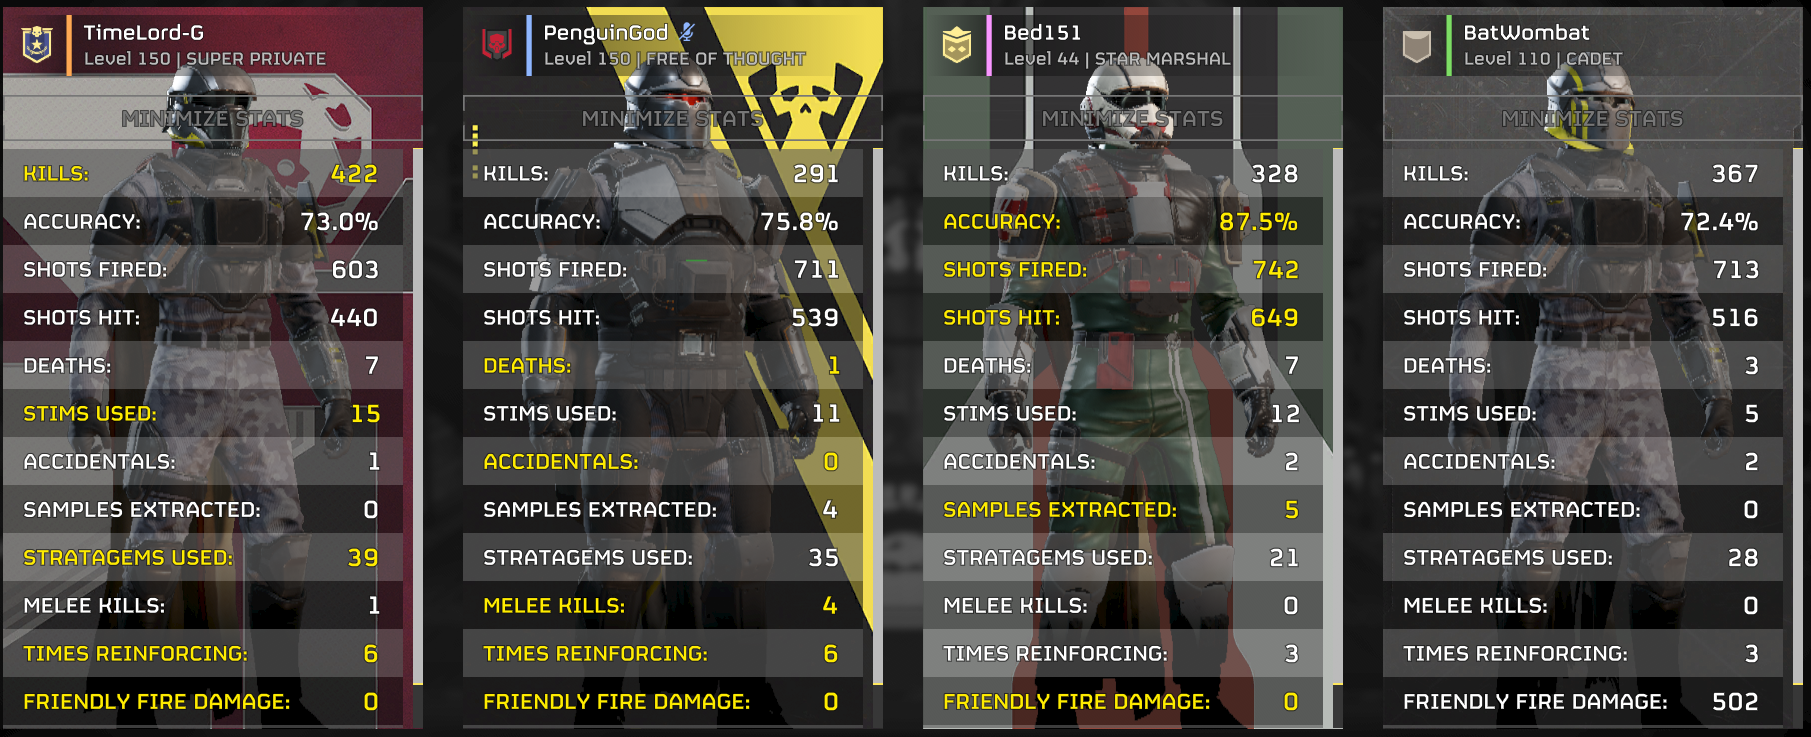 TimeLord-G
Level 150 | SUPER PRIVATE
MINIMIZE STATS
KILLS: 422
ACCURACY: 73.0%
SHOTS FIRED: 603
SHOTS HIT: 440
DEATHS: 7
STIMS USED: 15
ACCIDENTALS: 1
SAMPLES EXTRACTED: 0
STRATAGEMS USED: 39
MELEE KILLS: 1
TIMES REINFORCING: 6
FRIENDLY FIRE DAMAGE: 0
PenguinGod
Level 150 | FREE OF THOUGHT
MINIMIZE STATS
KILLS: 291
ACCURACY: 75.8%
SHOTS FIRED: 711
SHOTS HIT: 539
DEATHS: 1
STIMS USED: 11
ACCIDENTALS: 0
SAMPLES EXTRACTED: 4
STRATAGEMS USED: 35
MELEE KILLS: 4
TIMES REINFORCING: 6
FRIENDLY FIRE DAMAGE: 0
Bed151
Level 44 | STAR MARSHAL
MINIMIZE STATS
KILLS: 328
ACCURACY: 87.5%
SHOTS FIRED: 742
SHOTS HIT: 649
DEATHS: 7
STIMS USED: 12
ACCIDENTALS: 2
SAMPLES EXTRACTED: 5
STRATAGEMS USED: 21
MELEE KILLS: 0
TIMES REINFORCING: 3
FRIENDLY FIRE DAMAGE: 0
BatWombat
Level 110 | CADET
MINIMIZE STATS
KILLS: 367
ACCURACY: 72.4%
SHOTS FIRED: 713
SHOTS HIT: 516
DEATHS: 3
STIMS USED: 5
ACCIDENTALS: 2
SAMPLES EXTRACTED: 0
STRATAGEMS USED: 28
MELEE KILLS: 0
TIMES REINFORCING: 3
FRIENDLY FIRE DAMAGE: 502